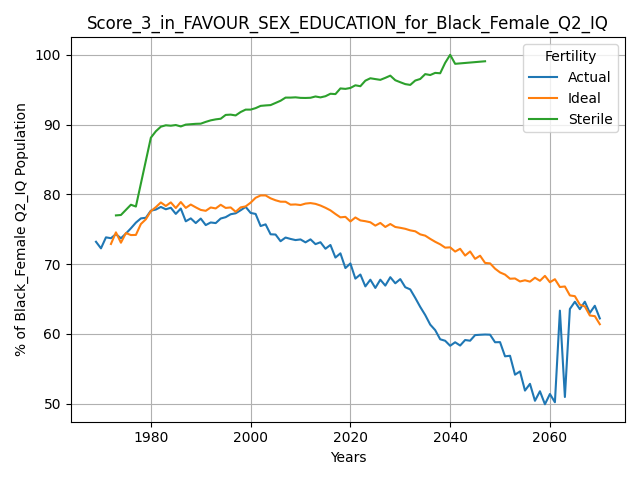 Score_3_in_FAVOUR_SEX_EDUCATION_for_Black_Female_Q2_IQ
Fertility
Actual
Ideal
Sterile
% of Black_Female Q2_IQ Population
100
90
80
70
60
50
1980
2000
2020
2040
2060
Years